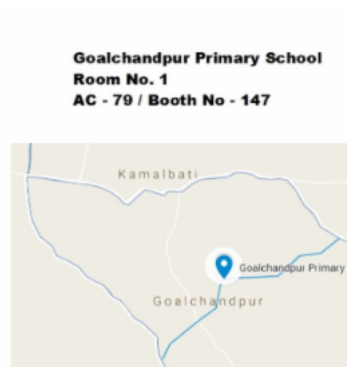 Goalchandpur Primary School
Room No. 1
AC - 79 / Booth No - 147
Kamalbati
Goalchandpur Primary
Goalchandpur